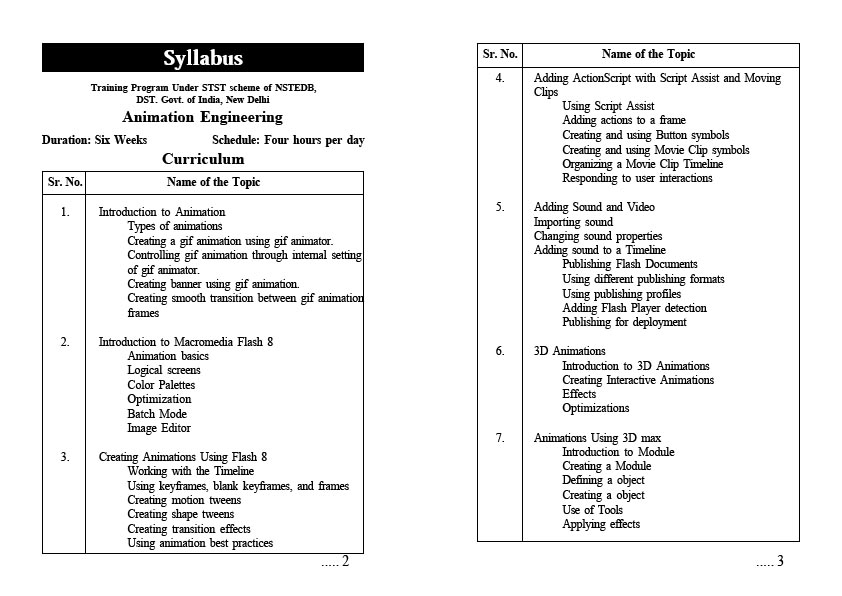 Syllabus
Training Program Under STST scheme of NSTEDB,
DST. Govt. of India, New Delhi
Animation Engineering
Duration: Six Weeks Schedule: Four hours per day
Curriculum
Sr. No. Name of the Topic
1. Introduction to Animation
Types of animations
Creating a gif animation using gif animator.
Controlling gif animation through internal setting
of gif animator.
Creating banner using gif animation.
Creating smooth transition between gif animation
frames
2. Introduction to Macromedia Flash 8
Animation basics
Logical screens
Color Palettes
Optimization
Batch Mode
Image Editor
3. Creating Animations Using Flash 8
Working with the Timeline
Using keyframes, blank keyframes, and frames
Creating motion tweens
Creating shape tweens
Creating transition effects
Using animation best practices
..... 2
Sr. No. Name of the Topic
4. Adding ActionScript with Script Assist and Moving
Clips
Using Script Assist
Adding actions to a frame
Creating and using Button symbols
Creating and using Movie Clip symbols
Organizing a Movie Clip Timeline
Responding to user interactions
5. Adding Sound and Video
Importing sound
Changing sound properties
Adding sound to a Timeline
Publishing Flash Documents
Using different publishing formats
Using publishing profiles
Adding Flash Player detection
Publishing for deployment
6. 3D Animations
Introduction to 3D Animations
Creating Interactive Animations
Effects
Optimizations
7. Animations Using 3D max
Introduction to Module
Creating a Module
Defining a object
Creating a object
Use of Tools
Applying effects
..... 3